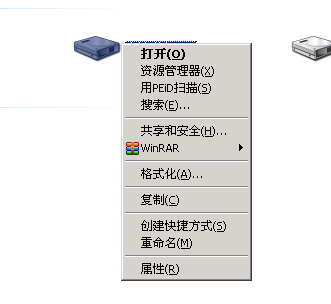 打开(O)
资源管理器(X)
用PEiD扫描(S)
搜索(E)...
共享和安全(H)...
WinRAR
格式化(A)...
复制(C)
创建快捷方式(S)
重命名(M)
属性(R)